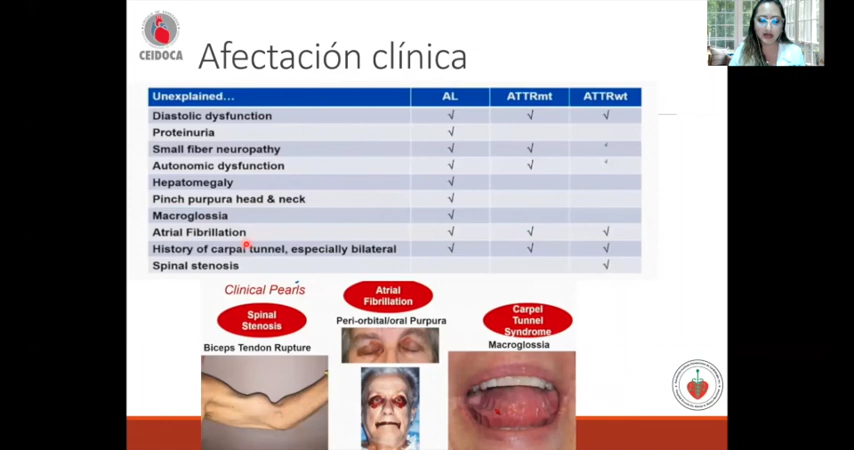 CEIDOCA
Afectación clínica
Unexplained... AL ATTRmt ATTRwt
Diastolic dysfunction √ √ √
Proteinuria √
Small fiber neuropathy √ √
Autonomic dysfunction √ √
Hepatomegaly √
Pinch purpura head & neck √
Macroglossia √
Atrial Fibrillation √ √ √
History of carpal tunnel, especially bilateral √ √ √
Spinal stenosis √
Clinical Pearls
Spinal
Stenosis
Biceps Tendon Rupture
Atrial
Fibrillation
Peri-orbital/oral Purpura
Carpel
Tunnel
Syndrome
Macroglossia